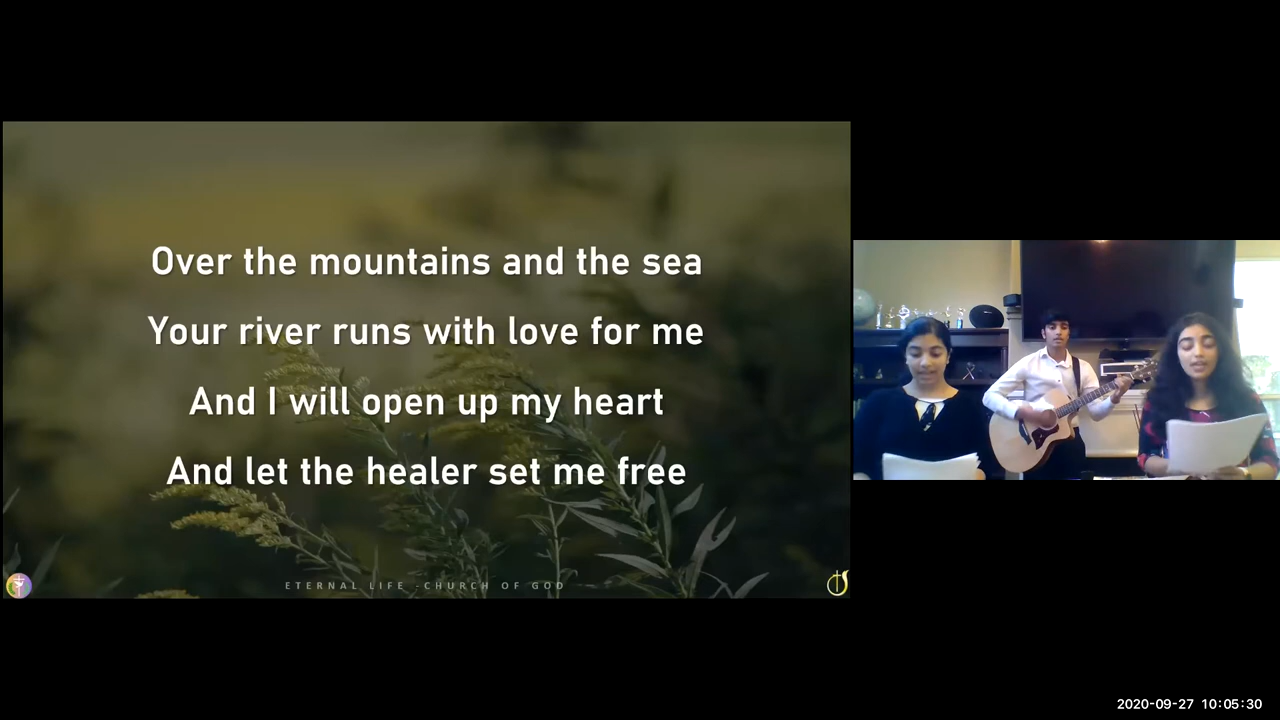 Over the mountains and the sea
Your river runs with love for me
And I will open up my heart
And let the healer set me free
ETERNAL LIFE - CHURCH OF GOD
2020-09-27 10:05:30